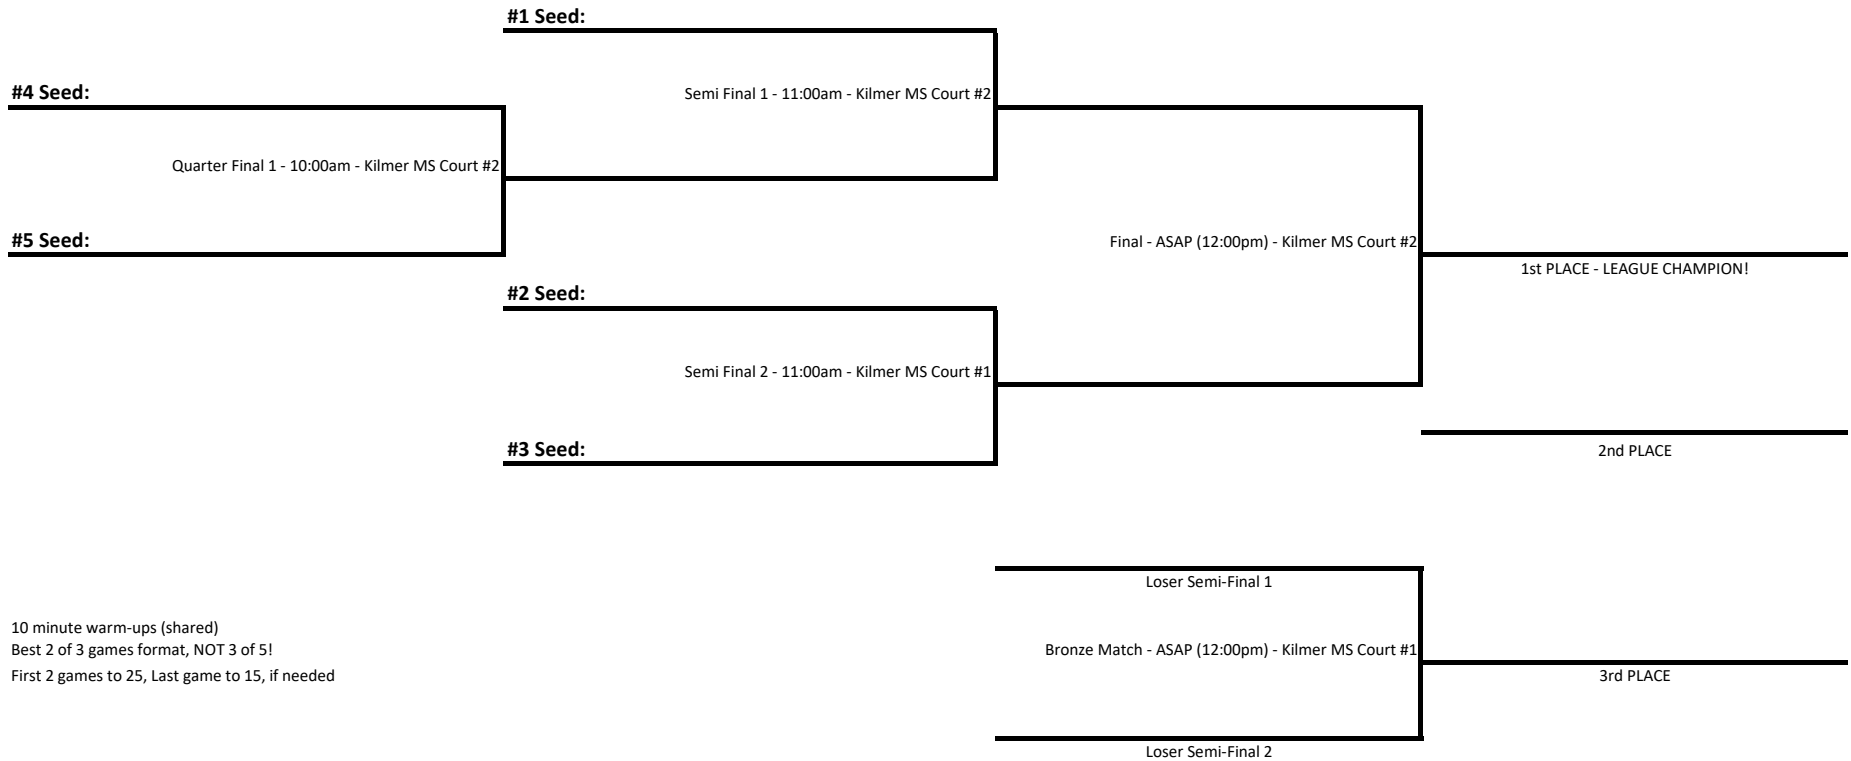 #1 Seed:
#4 Seed:
Semi Final 1 - 11:00am - Kilmer MS Court #2
Quarter Final 1 - 10:00am - Kilmer MS Court #2
#5 Seed:
Final - ASAP (12:00pm) - Kilmer MS Court #2
1st PLACE - LEAGUE CHAMPION!
#2 Seed:
Semi Final 2 - 11:00am - Kilmer MS Court #1
#3 Seed:
2nd PLACE
Loser Semi-Final 1
10 minute warm-ups (shared)
Best 2 of 3 games format, NOT 3 of 5!
First 2 games to 25, Last game to 15, if needed
Bronze Match - ASAP (12:00pm) - Kilmer MS Court #1
3rd PLACE
Loser Semi-Final 2